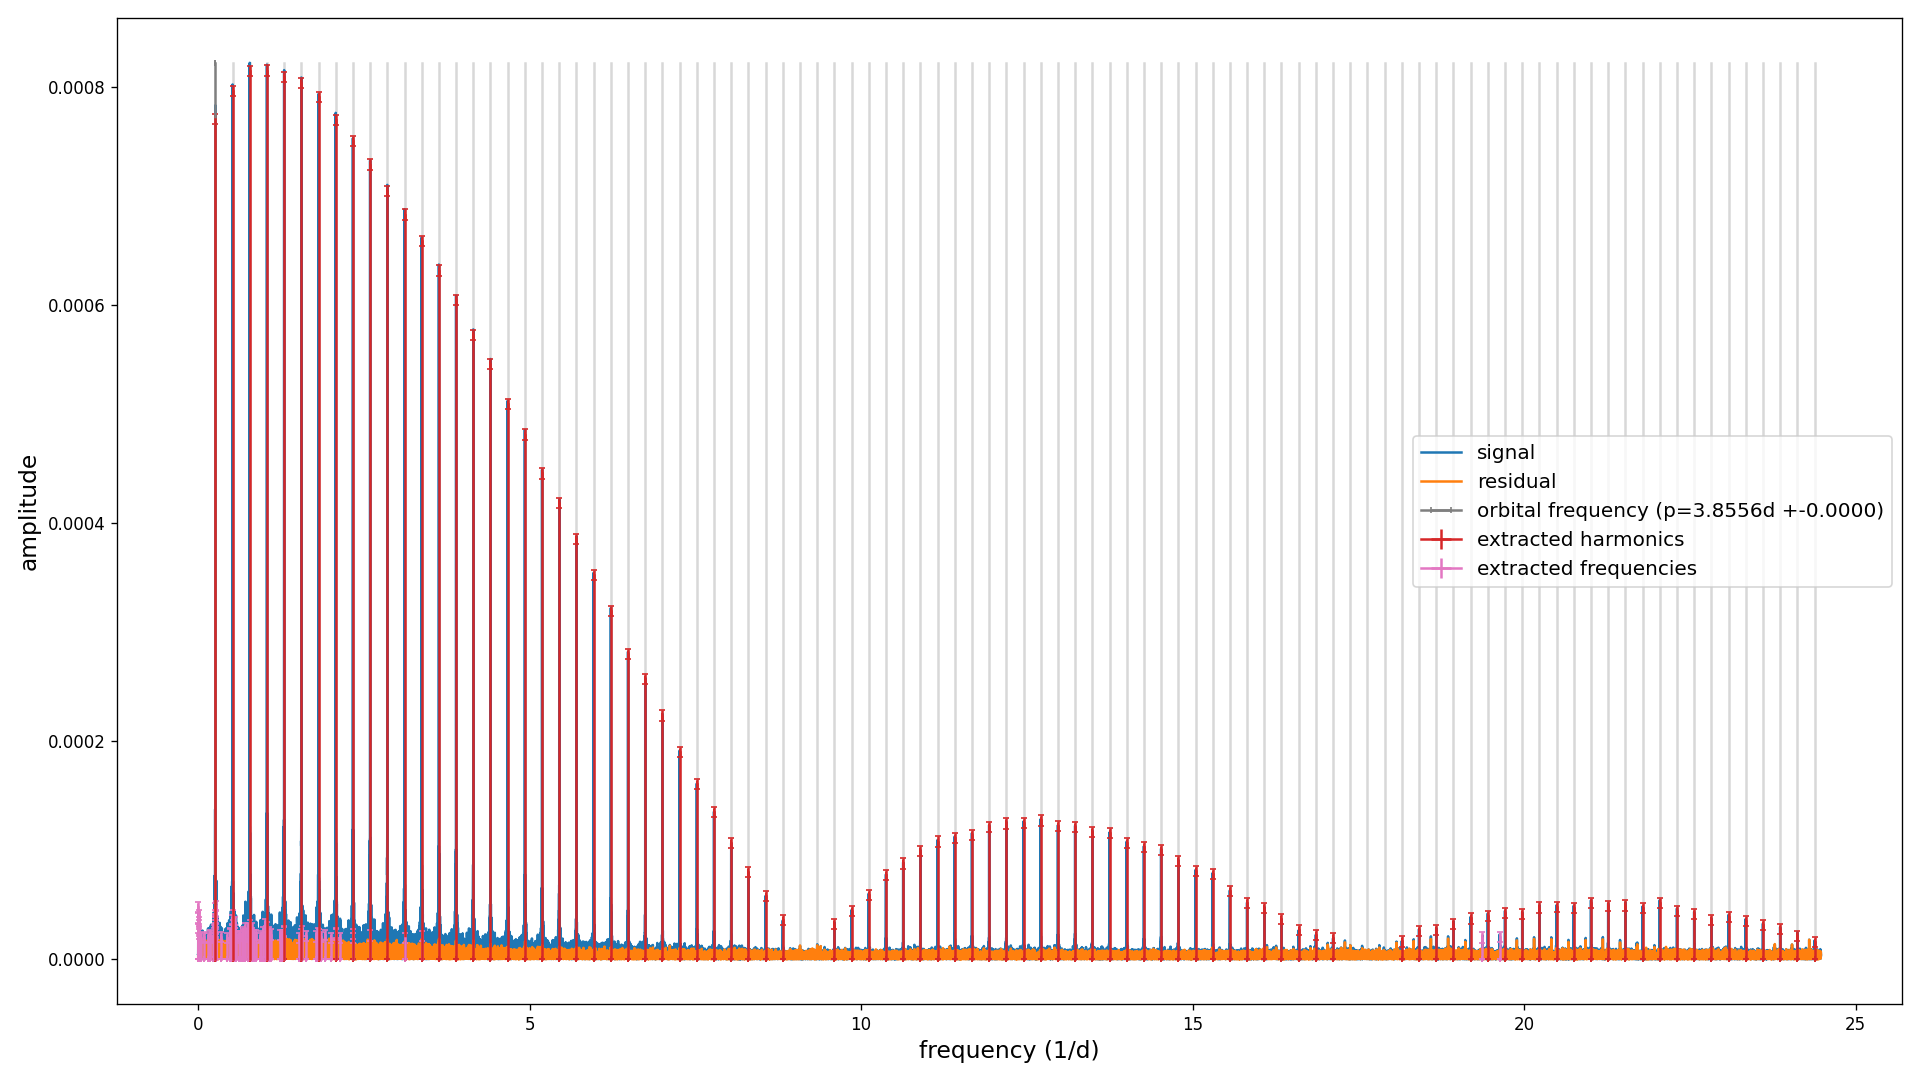 0.0008
0.0006
0.0004
0.0002
0.0000
amplitude
signal
residual
orbital frequency (p=3.8556d +-0.0000)
extracted harmonics
extracted frequencies
0 5 10 15 20 25
frequency (1/d)